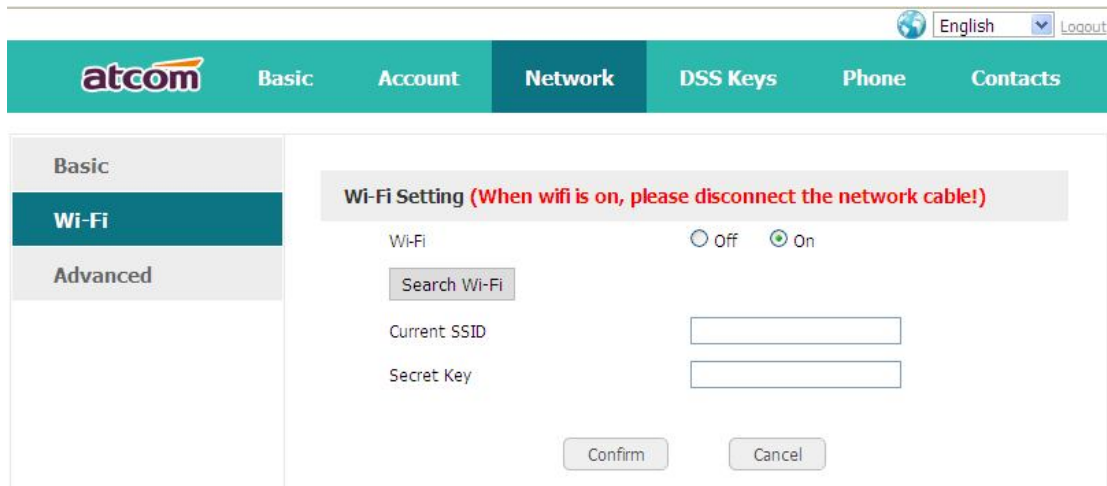 English Logout
atcom Basic Account Network DSS Keys Phone Contacts
Basic
Wi-Fi
Advanced
Wi-Fi Setting (When wifi is on, please disconnect the network cable!)
Wi-Fi Off On
Search Wi-Fi
Current SSID
Secret Key
Confirm Cancel